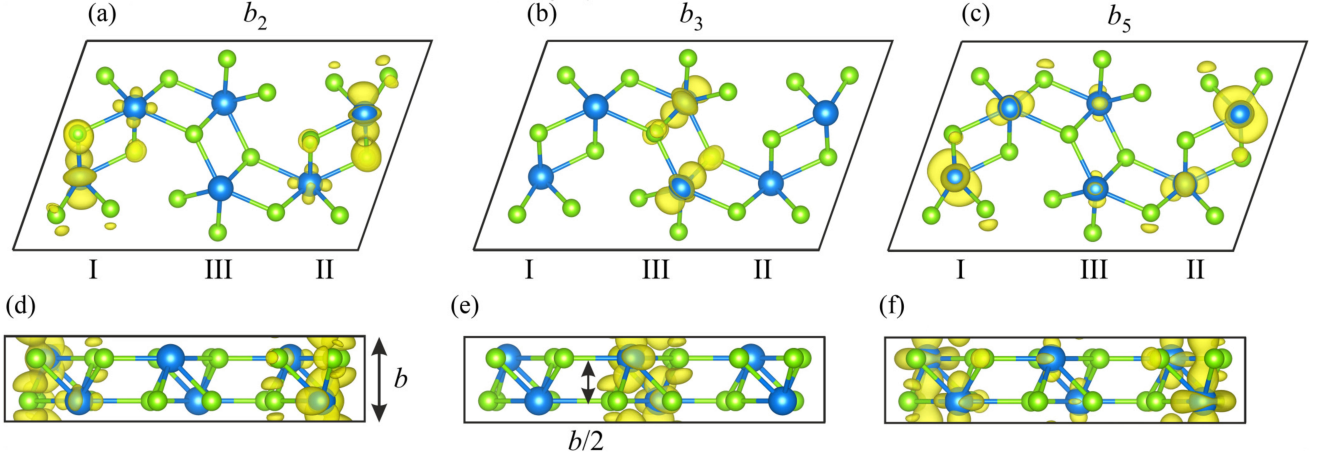 (a) b₂ (b) b₃ (c) b₅
I III II I III II I III II
(d) (e) (f)
b
b/2